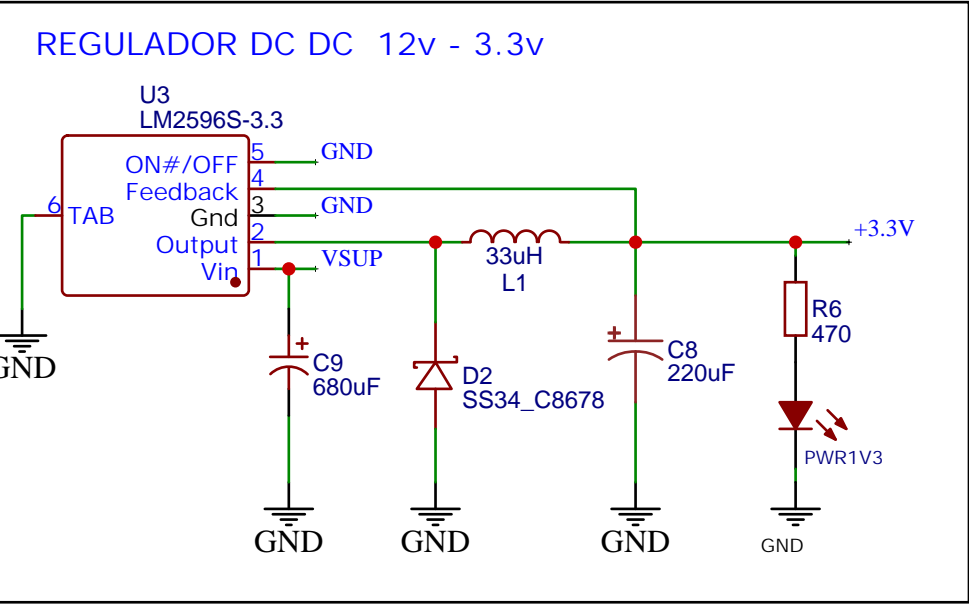 REGULADOR DC DC 12v - 3.3v
U3
LM2596S-3.3
ON#/OFF 5 GND
Feedback 4
6 TAB
Gnd 3 GND
Output 2
Vin 1 VSUP
33uH
L1
+3.3V
R6
470
C9
680uF
D2
SS34_C8678
C8
220uF
PWR1V3
GND
GND
GND
GND
GND